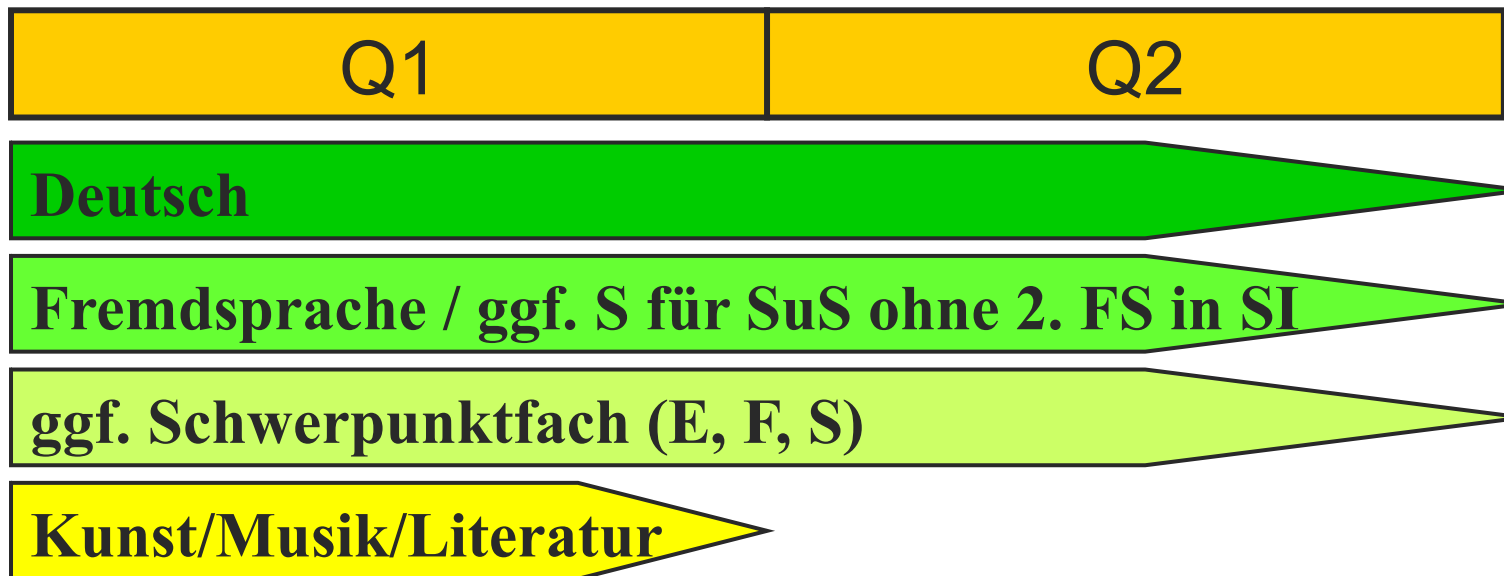 Q1 Q2
Deutsch
Fremdsprache / ggf. S für SuS ohne 2. FS in SI
ggf. Schwerpunktfach (E, F, S)
Kunst/Musik/Literatur